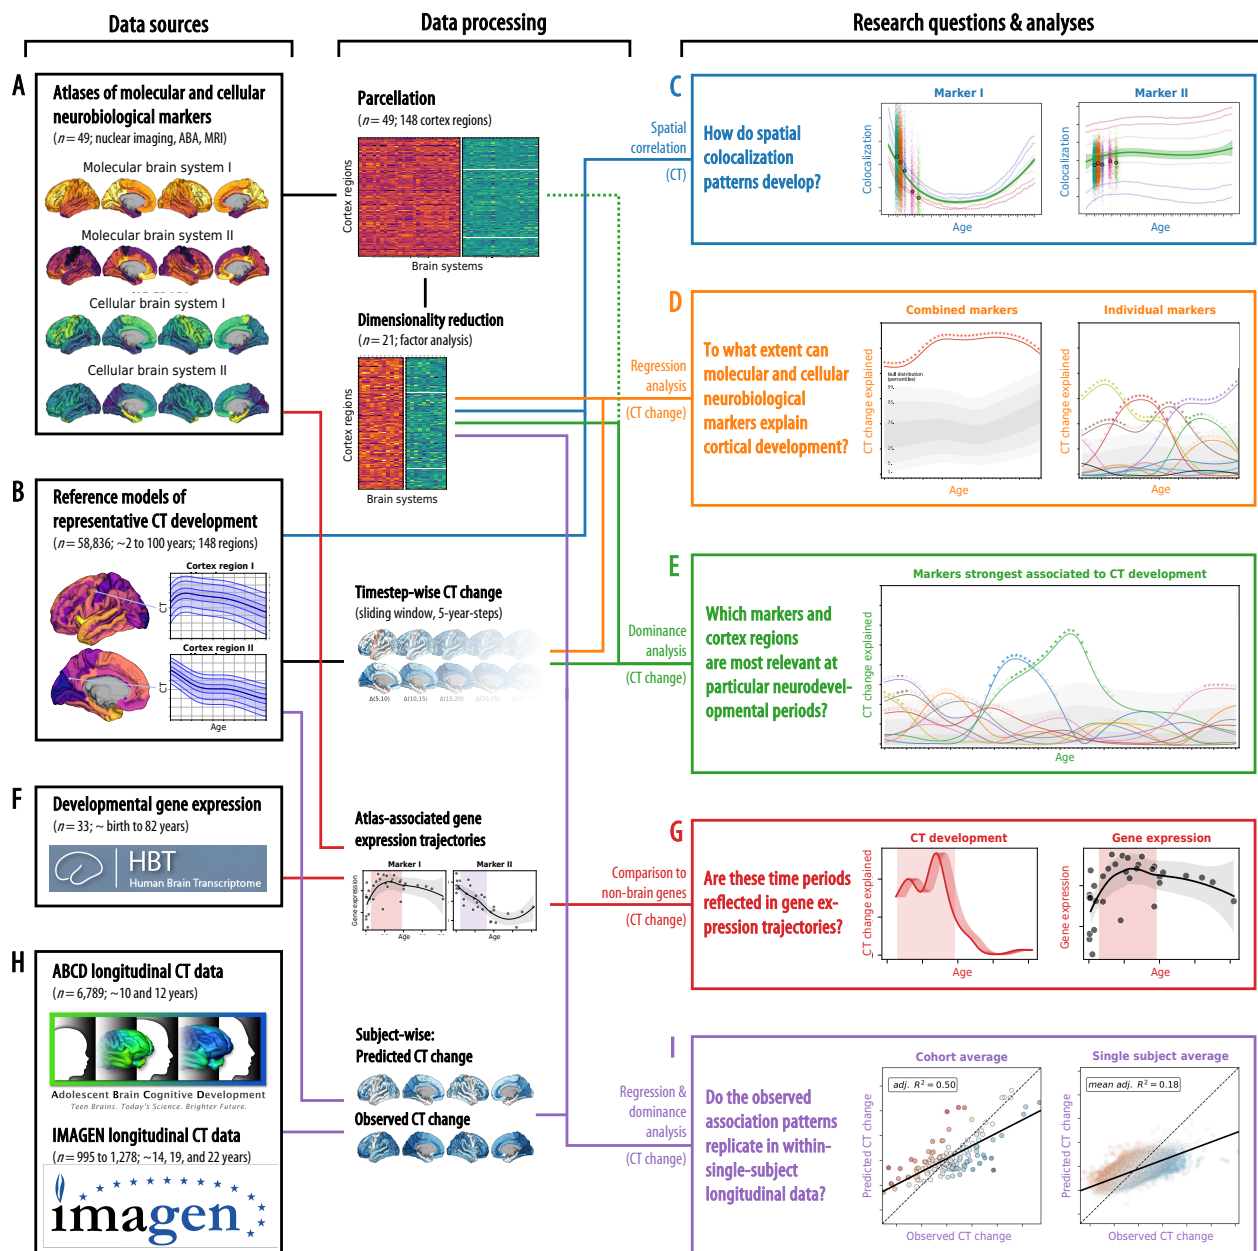 Data sources
Data processing
Research questions & analyses
A
Atlases of molecular and cellular
neurobiological markers
(n = 49; nuclear imaging, ABA, MRI)
Molecular brain system I
Molecular brain system II
Cellular brain system I
Cellular brain system II
Parcellation
(n = 49; 148 cortex regions)
Cortex regions
Brain systems
Dimensionality reduction
(n = 21; factor analysis)
Cortex regions
Brain systems
Spatial
correlation
(CT)
C
How do spatial
colocalization
patterns develop?
Marker I
Colocalization
Age
Marker II
Colocalization
Age
Regression
analysis
(CT change)
D
To what extent can
molecular and cellular
neurobiological
markers explain
cortical development?
Combined markers
CT change explained
Null distribution
(percentiles)
Age
Individual markers
CT change explained
Age
B
Reference models of
representative CT development
(n = 58,836; ~2 to 100 years; 148 regions)
Cortex region I
CT
Cortex region II
CT
Age
Timestep-wise CT change
(sliding window, 5-year-steps)
Δ(5,10)
Δ(10,15)
Δ(15,20)
Δ(20,25)
Dominance
analysis
(CT change)
E
Which markers and
cortex regions
are most relevant at
particular neurodevel-
opmental periods?
Markers strongest associated to CT development
CT change explained
Age
F
Developmental gene expression
(n = 33; ~ birth to 82 years)
HBT
Human Brain Transcriptome
Atlas-associated gene
expression trajectories
Marker I
Marker II
Gene expression
Age
Age
Comparison to
non-brain genes
(CT change)
G
Are these time periods
reflected in gene ex-
pression trajectories?
CT development
CT change explained
Age
Gene expression
Gene expression
Age
H
ABCD longitudinal CT data
(n = 6,789; ~10 and 12 years)
Adolescent Brain Cognitive Development
Teen Brains. Today's Science. Brighter Future.
IMAGEN longitudinal CT data
(n = 995 to 1,278; ~14, 19, and 22 years)
imagen
Subject-wise:
Predicted CT change
Observed CT change
Regression &
dominance
analysis
(CT change)
I
Do the observed
association patterns
replicate in within-
single-subject
longitudinal data?
Cohort average
adj. R² = 0.50
Predicted CT change
Observed CT change
Single subject average
mean adj. R² = 0.18
Predicted CT change
Observed CT change